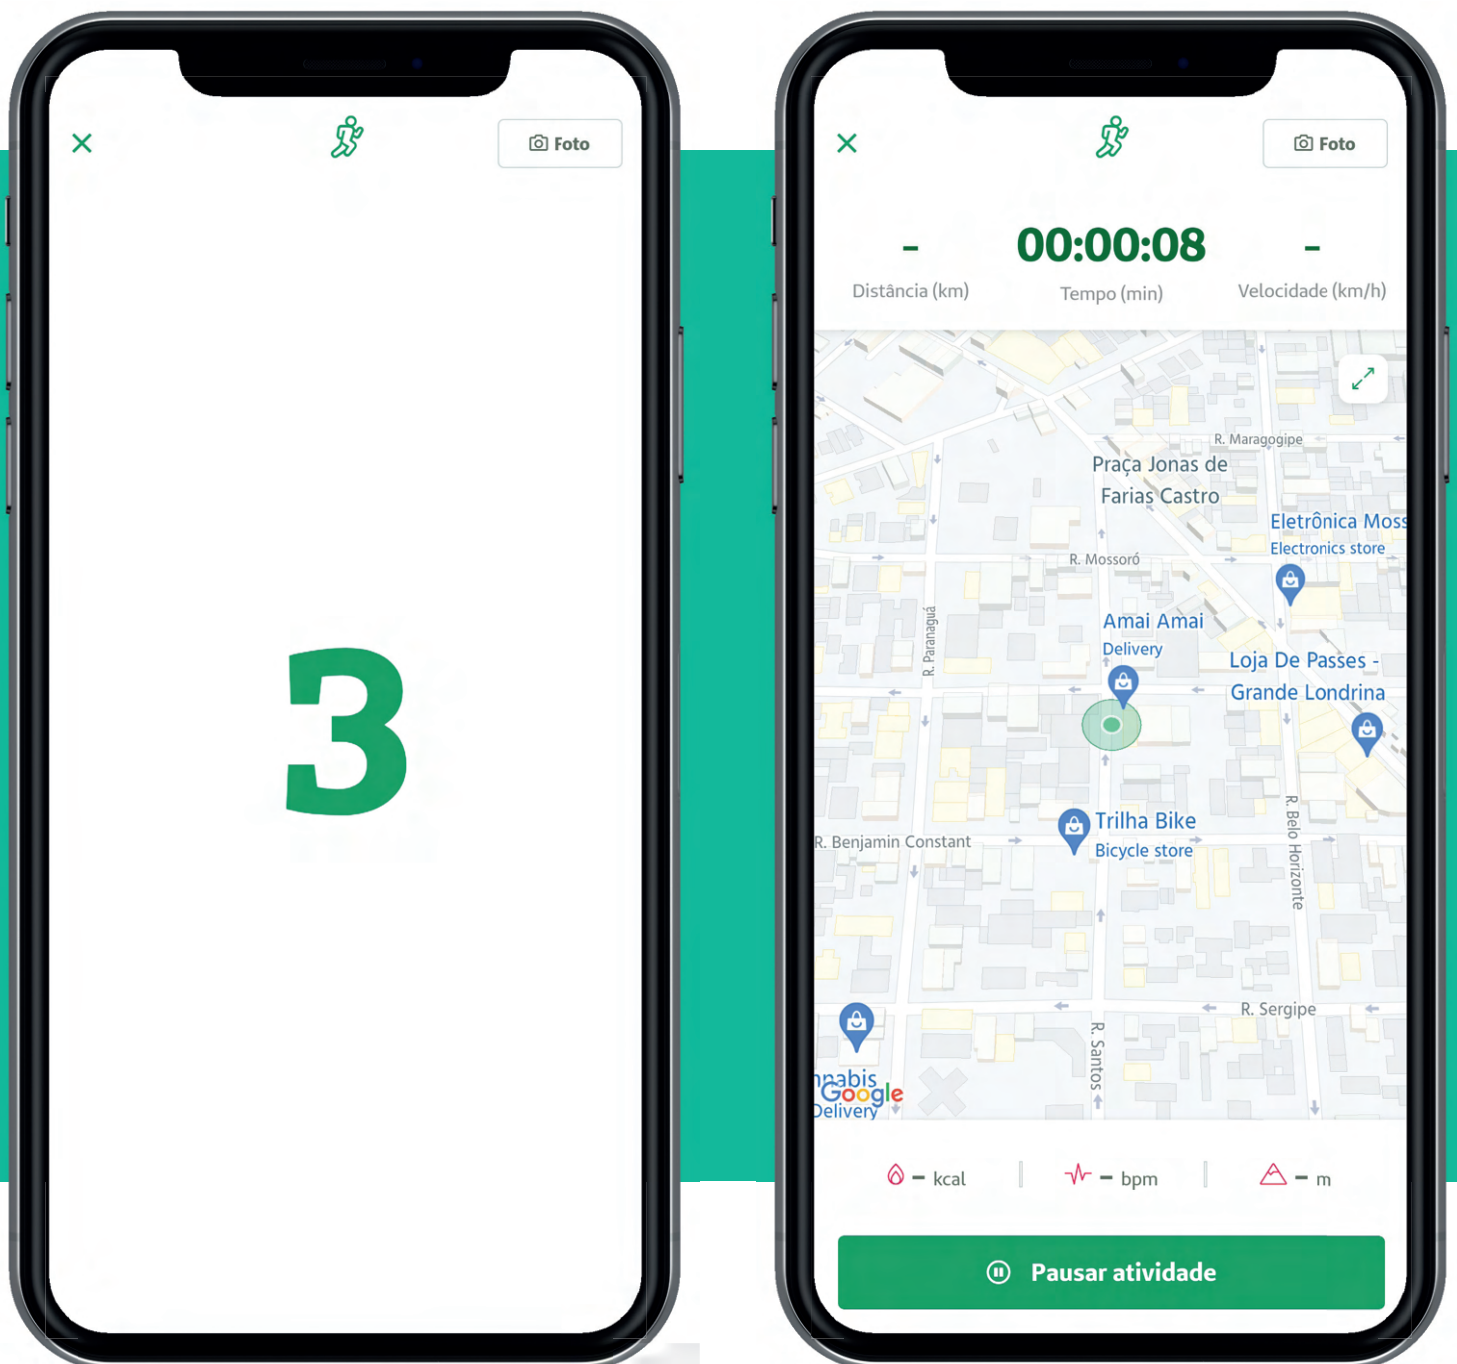 Foto
3
Foto
-
00:00:08
-
Distância (km)
Tempo (min)
Velocidade (km/h)
R. Maragogipe
Praça Jonas de
Farias Castro
Eletrônica Moss
Electronics store
R. Mossoró
R. Paranaguá
Amai Amai
Delivery
Loja De Passes -
Grande Londrina
Trilha Bike
Bicycle store
R. Benjamin Constant
R. Belo Horizonte
R. Sergipe
R. Santos
nnabis
Google
Delivery
– kcal
– bpm
– m
Pausar atividade